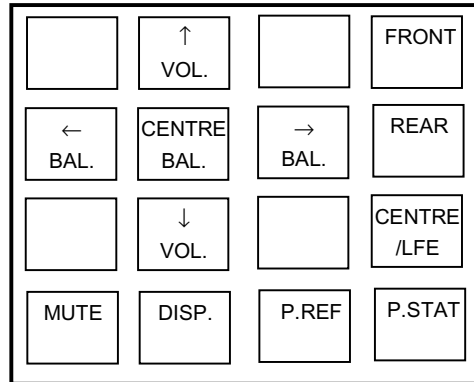 ↑
VOL.
FRONT
←
BAL.
CENTRE
BAL.
→
BAL.
REAR
↓
VOL.
CENTRE
/LFE
MUTE
DISP.
P.REF
P.STAT